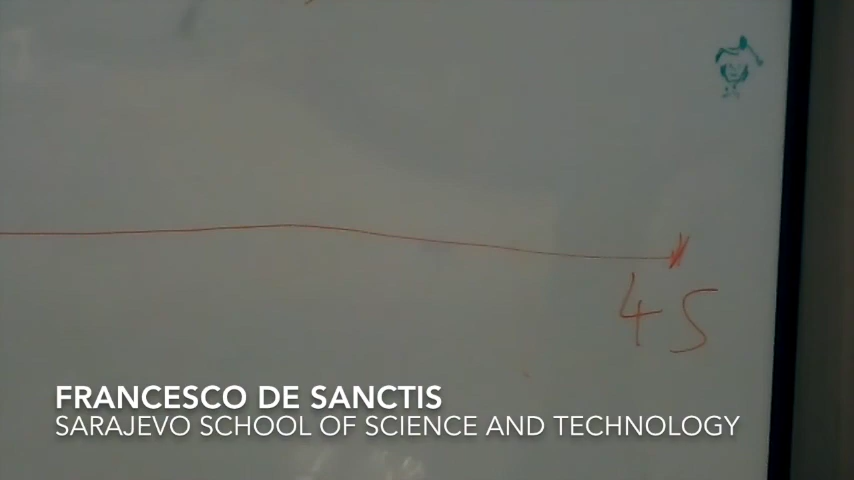 45
FRANCESCO DE SANCTIS
SARAJEVO SCHOOL OF SCIENCE AND TECHNOLOGY